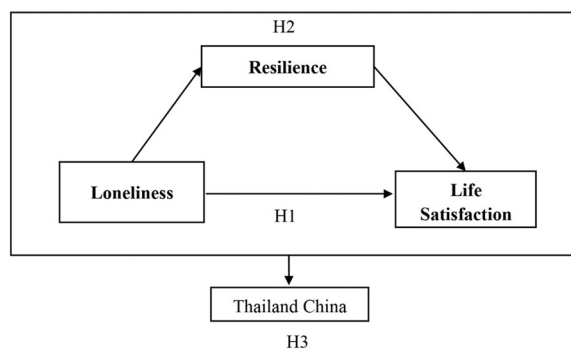 H2
Resilience
Loneliness
Life
Satisfaction
H1
Thailand China
H3